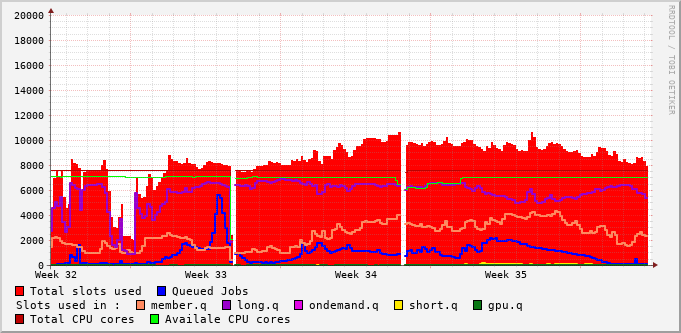 20000
18000
16000
14000
12000
10000
8000
6000
4000
2000
0
Week 32 Week 33 Week 34 Week 35
RRDTOOL / TOBI OETIKER
Total slots used Queued Jobs
Slots used in : member.q long.q ondemand.q short.q gpu.q
Total CPU cores Availale CPU cores